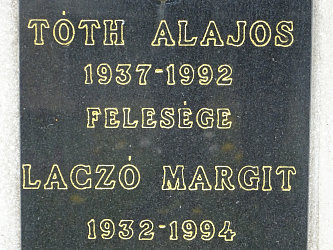 TÓTH ALAJOS
1937-1992
FELESÉGE
LACZÓ MARGIT
1932-1994